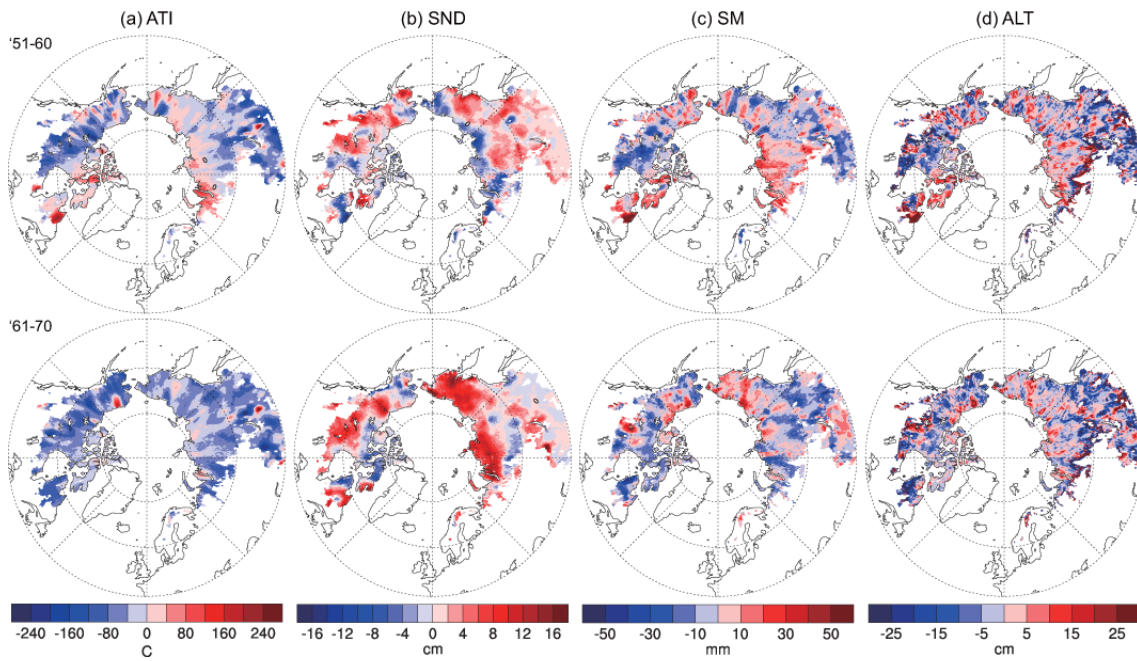 (a) ATI (b) SND (c) SM (d) ALT
‘51-60
‘61-70
-240 -160 -80 0 80 160 240
C
-16 -12 -8 -4 0 4 8 12 16
cm
-50 -30 -10 10 30 50
mm
-25 -15 -5 5 15 25
cm